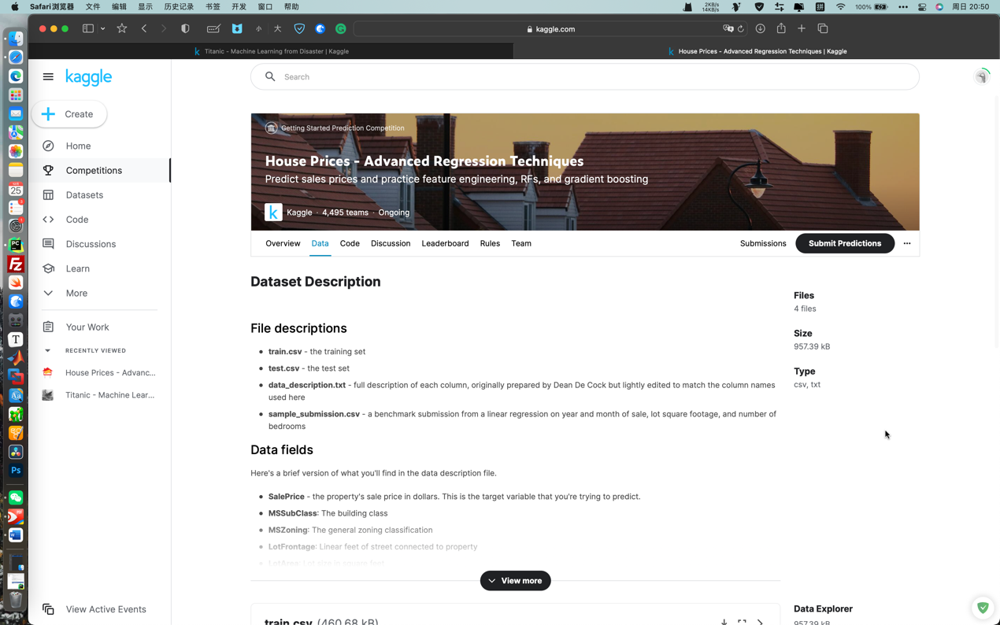 Safari浏览器 文件 编辑 显示 历史记录 书签 开发 窗口 帮助
2KB/s
14KB/s
拼
100%
周日 20:50
小 大
kaggle.com
Titanic - Machine Learning from Disaster | Kaggle
House Prices - Advanced Regression Techniques | Kaggle
kaggle
Search
Create
Home
Competitions
Datasets
Code
Discussions
Learn
More
Your Work
RECENTLY VIEWED
House Prices - Advanc...
Titanic - Machine Lear...
View Active Events
25
PC
Fz
T
Aa
Ps
Getting Started Prediction Competition
House Prices - Advanced Regression Techniques
Predict sales prices and practice feature engineering, RFs, and gradient boosting
k
Kaggle · 4,495 teams · Ongoing
Overview Data Code Discussion Leaderboard Rules Team
Submissions
Submit Predictions
Dataset Description
File descriptions
train.csv - the training set
test.csv - the test set
data_description.txt - full description of each column, originally prepared by Dean De Cock but lightly edited to match the column names
used here
sample_submission.csv - a benchmark submission from a linear regression on year and month of sale, lot square footage, and number of
bedrooms
Data fields
Here's a brief version of what you'll find in the data description file.
SalePrice - the property's sale price in dollars. This is the target variable that you're trying to predict.
MSSubClass: The building class
MSZoning: The general zoning classification
LotFrontage: Linear feet of street connected to property
LotArea: Lot size in square feet
View more
train.csv (460.68 kB)
Files
4 files
Size
957.39 kB
Type
csv, txt
Data Explorer
957.39 kB